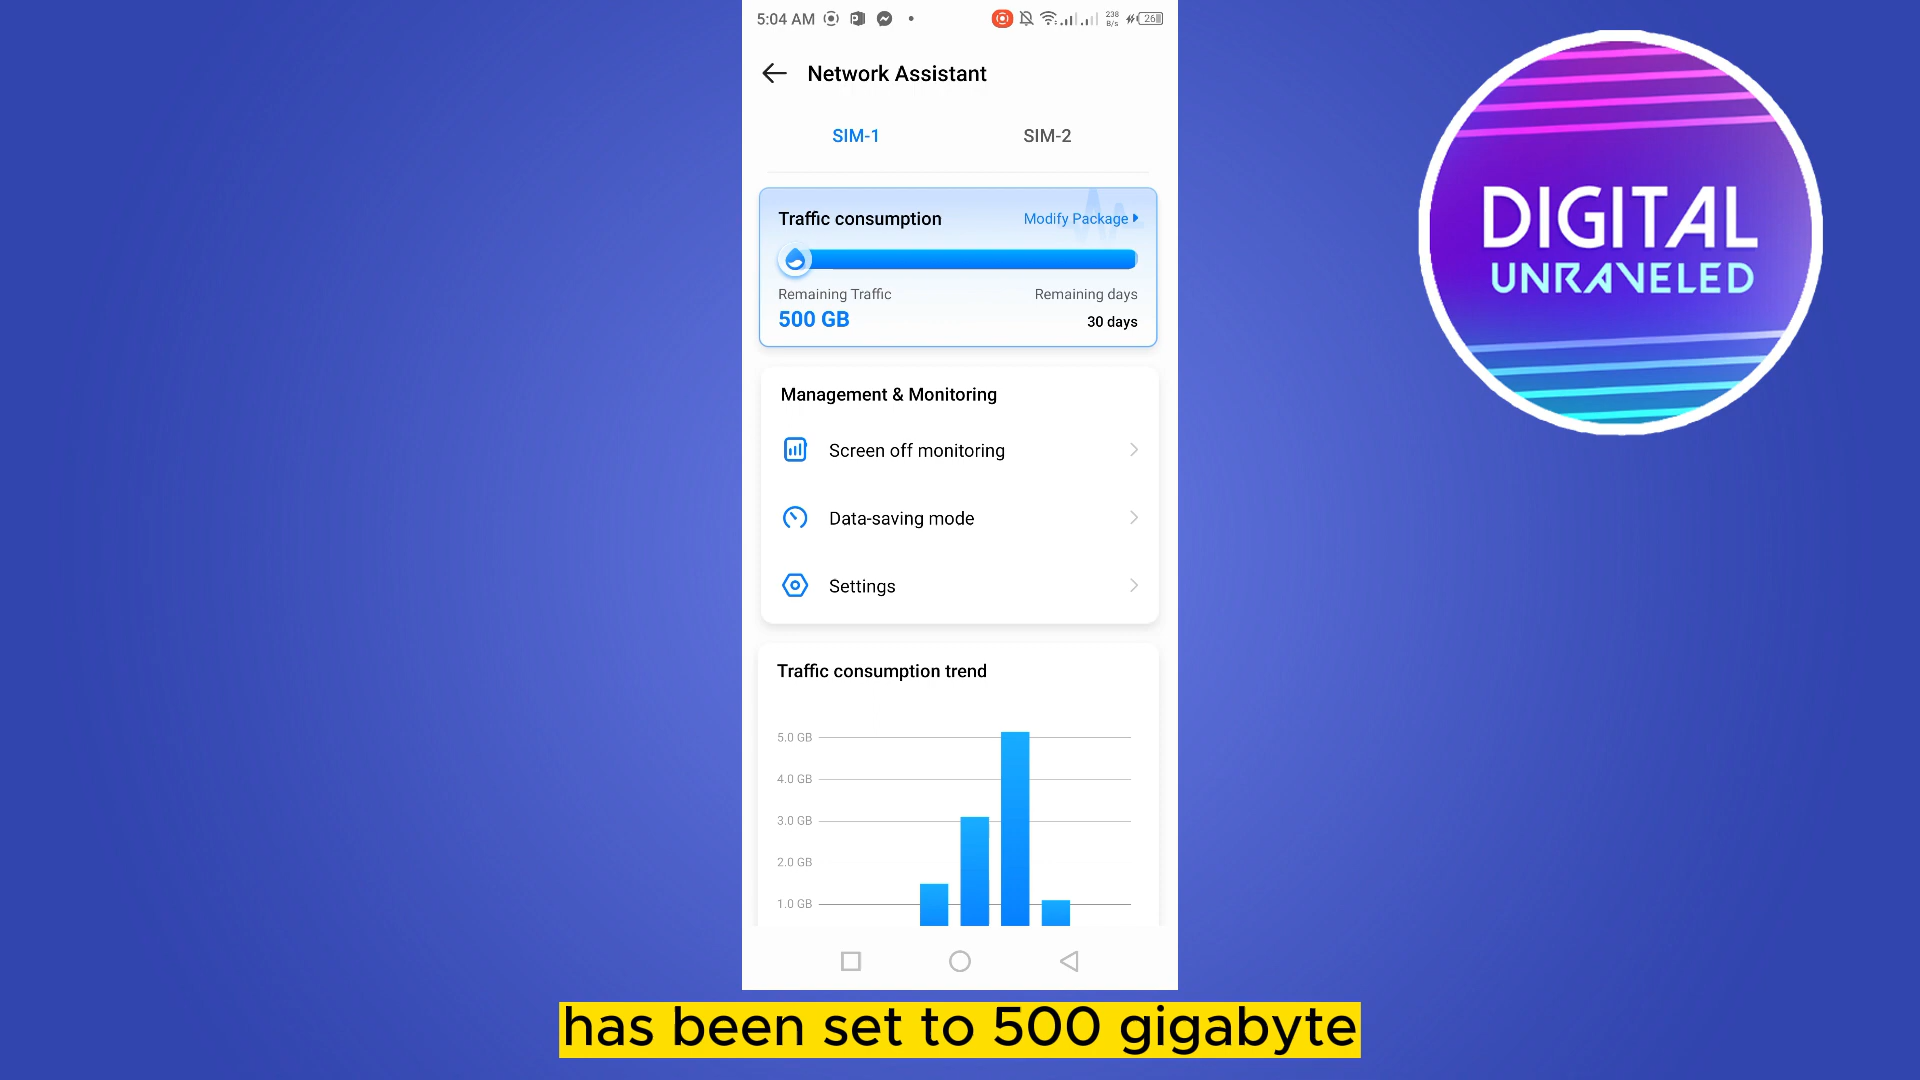 5:04 AM
238 B/s
26
Network Assistant
SIM-1 SIM-2
Traffic consumption Modify Package
Remaining Traffic Remaining days
500 GB 30 days
Management & Monitoring
Screen off monitoring
Data-saving mode
Settings
Traffic consumption trend
5.0 GB
4.0 GB
3.0 GB
2.0 GB
1.0 GB
DIGITAL
UNRAVELED
has been set to 500 gigabyte